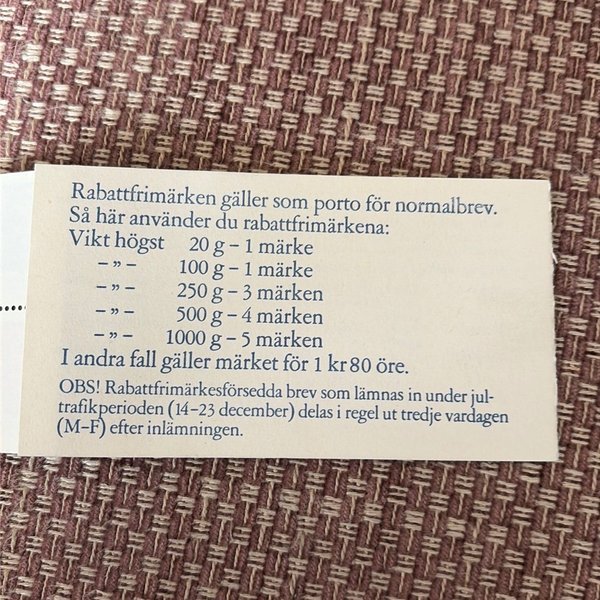 Rabattfrimärken gäller som porto för normalbrev.
Så här använder du rabattfrimärkena:
Vikt högst 20 g – 1 märke
– ” – 100 g – 1 märke
– ” – 250 g – 3 märken
– ” – 500 g – 4 märken
– ” – 1000 g – 5 märken
I andra fall gäller märket för 1 kr 80 öre.
OBS! Rabattfrimärkesförsedda brev som lämnas in under jul-
trafikperioden (14–23 december) delas i regel ut tredje vardagen
(M–F) efter inlämningen.